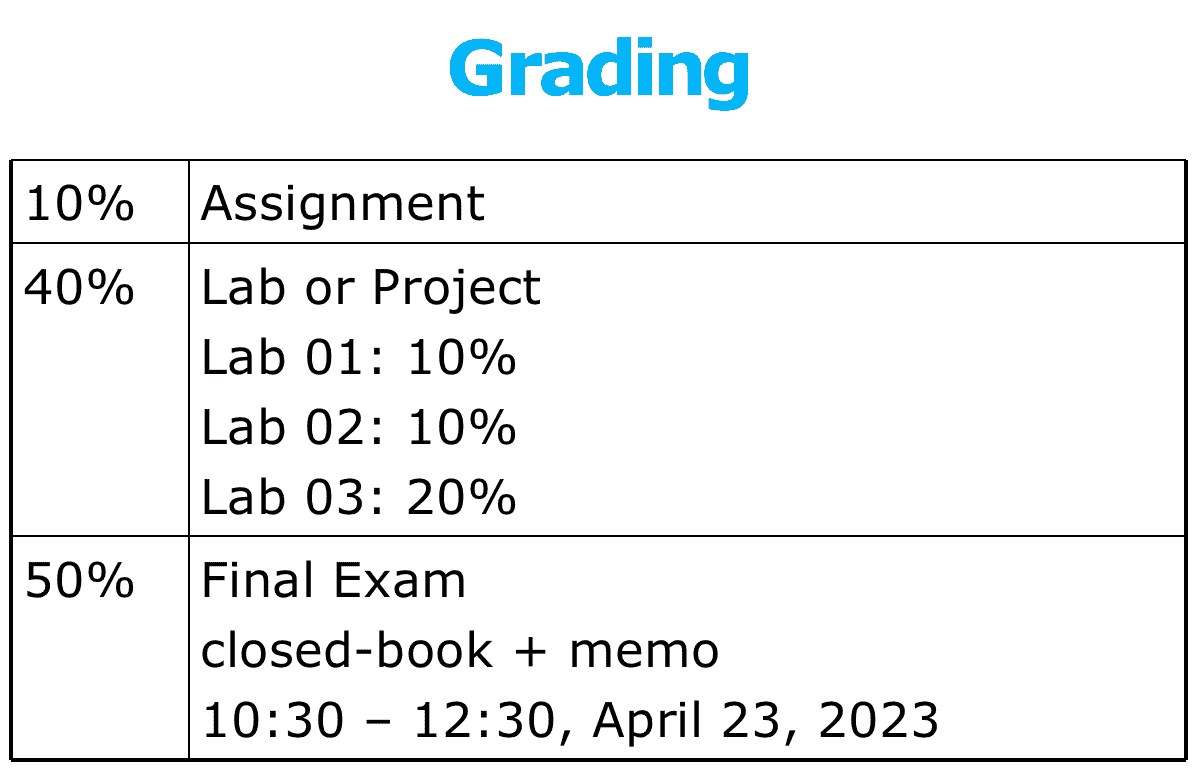 Grading
10% Assignment
40% Lab or Project
Lab 01: 10%
Lab 02: 10%
Lab 03: 20%
50% Final Exam
closed-book + memo
10:30 – 12:30, April 23, 2023